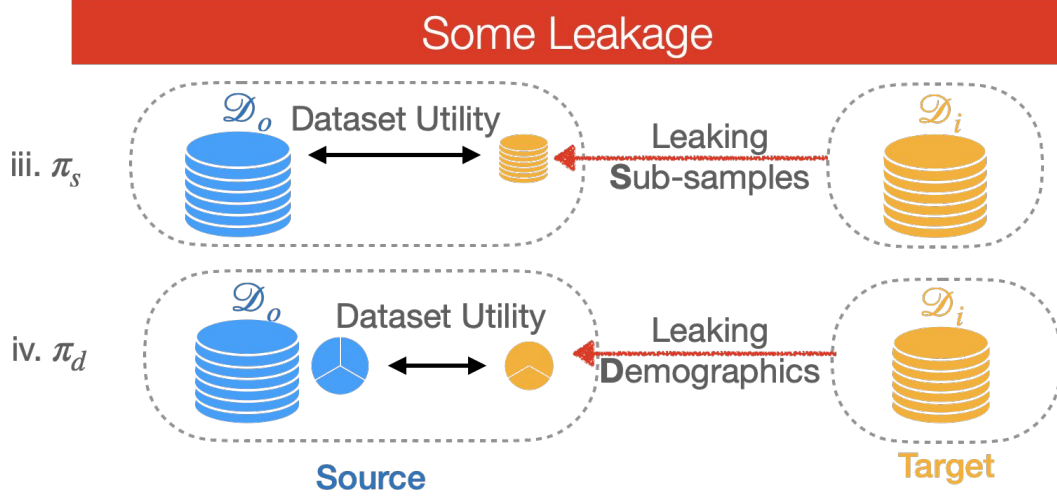 Some Leakage
𝒟ₒ
Dataset Utility
Leaking
𝒟ᵢ
iii. πₛ
Sub-samples
𝒟ₒ
Dataset Utility
Leaking
𝒟ᵢ
iv. π_d
Demographics
Source
Target